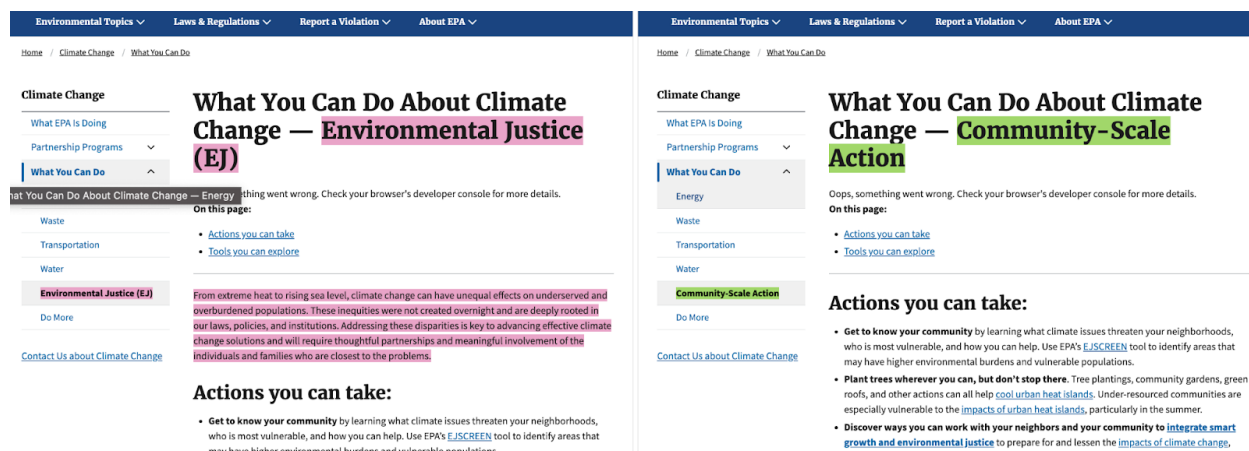 Environmental Topics Laws & Regulations Report a Violation About EPA
Home / Climate Change / What You Can Do
Climate Change
What EPA Is Doing
Partnership Programs
What You Can Do
at You Can Do About Climate Change — Energy
Waste
Transportation
Water
Environmental Justice (EJ)
Do More
Contact Us about Climate Change
What You Can Do About Climate
Change — Environmental Justice
(EJ)
thing went wrong. Check your browser's developer console for more details.
On this page:
• Actions you can take
• Tools you can explore
From extreme heat to rising sea level, climate change can have unequal effects on underserved and
overburdened populations. These inequities were not created overnight and are deeply rooted in
our laws, policies, and institutions. Addressing these disparities is key to advancing effective climate
change solutions and will require thoughtful partnerships and meaningful involvement of the
individuals and families who are closest to the problems.
Actions you can take:
• Get to know your community by learning what climate issues threaten your neighborhoods,
who is most vulnerable, and how you can help. Use EPA's EJSCREEN tool to identify areas that
may have higher environmental burdens and vulnerable populations.
Environmental Topics Laws & Regulations Report a Violation About EPA
Home / Climate Change / What You Can Do
Climate Change
What EPA Is Doing
Partnership Programs
What You Can Do
Energy
Waste
Transportation
Water
Community-Scale Action
Do More
Contact Us about Climate Change
What You Can Do About Climate
Change — Community-Scale
Action
Oops, something went wrong. Check your browser's developer console for more details.
On this page:
• Actions you can take
• Tools you can explore
Actions you can take:
• Get to know your community by learning what climate issues threaten your neighborhoods,
who is most vulnerable, and how you can help. Use EPA's EJSCREEN tool to identify areas that
may have higher environmental burdens and vulnerable populations.
• Plant trees wherever you can, but don't stop there. Tree plantings, community gardens, green
roofs, and other actions can all help cool urban heat islands. Under-resourced communities are
especially vulnerable to the impacts of urban heat islands, particularly in the summer.
• Discover ways you can work with your neighbors and your community to integrate smart
growth and environmental justice to prepare for and lessen the impacts of climate change,